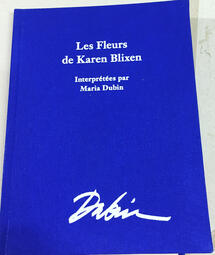 Les Fleurs
de Karen Blixen
Interprétées par
Maria Dubin
Dubin